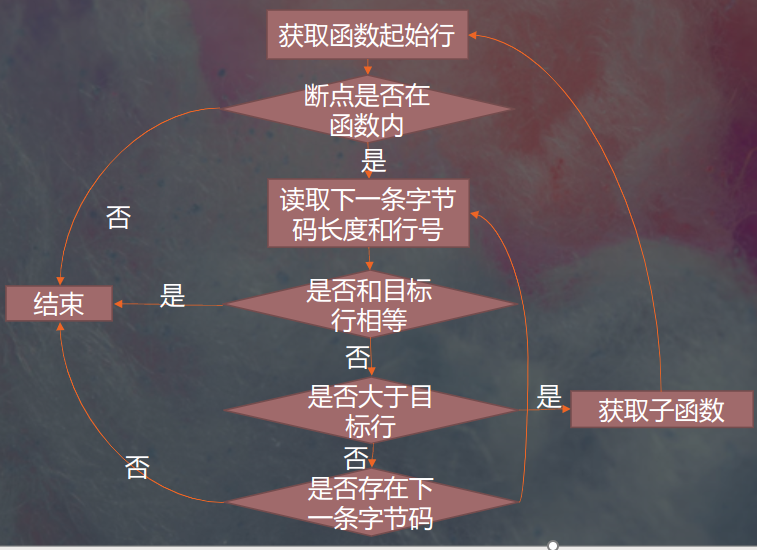 获取函数起始行
断点是否在
函数内
是
否
读取下一条字节
码长度和行号
是否和目标
行相等
是
结束
否
是否大于目
标行
是
获取子函数
否
否
是否存在下
一条字节码